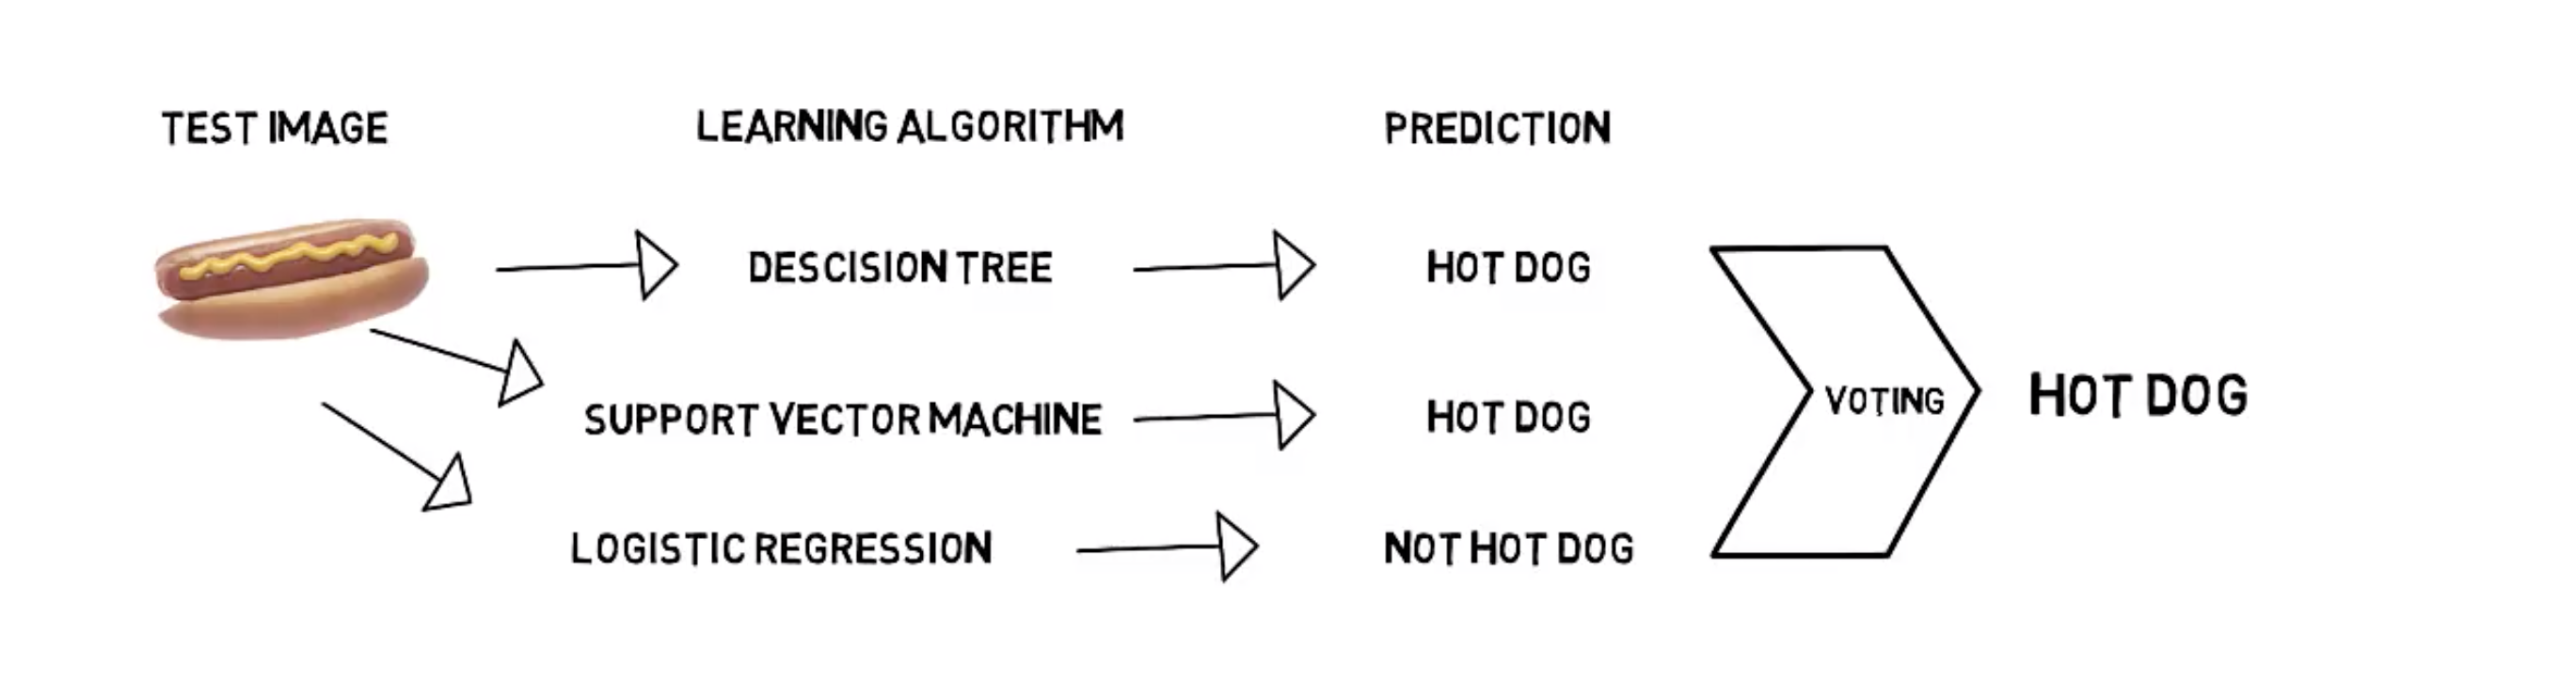 TEST IMAGE
LEARNING ALGORITHM
PREDICTION
DESCISION TREE
HOT DOG
SUPPORT VECTOR MACHINE
HOT DOG
VOTING
HOT DOG
LOGISTIC REGRESSION
NOT HOT DOG